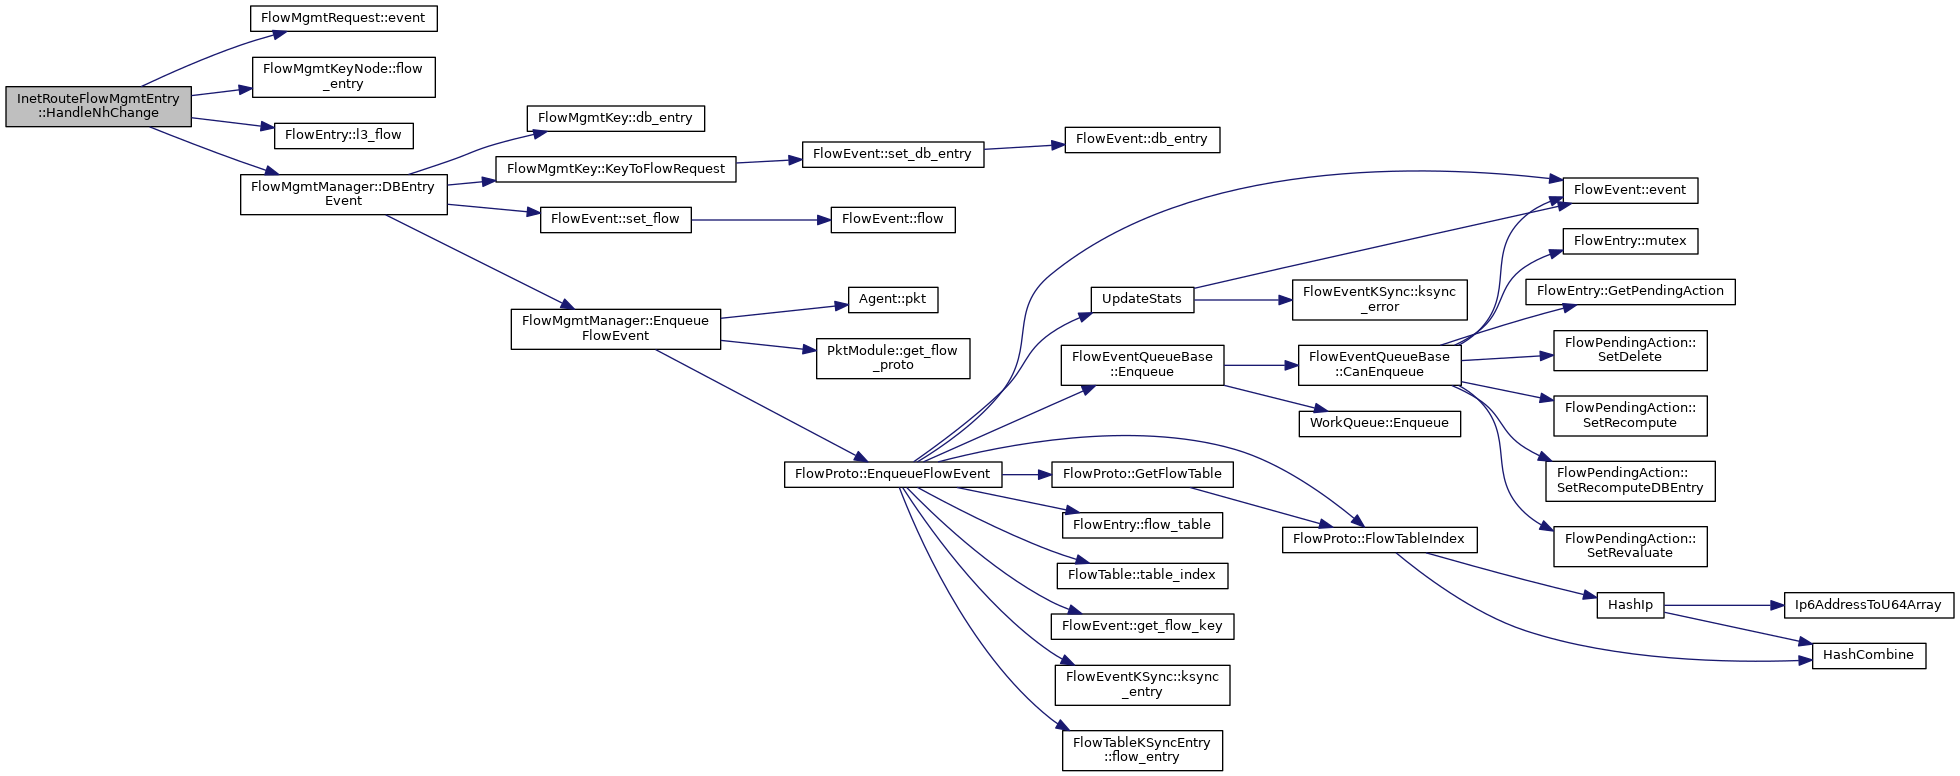 FlowMgmtRequest::event
FlowMgmtKeyNode::flow
_entry
InetRouteFlowMgmtEntry
::HandleNhChange
FlowEntry::l3_flow
FlowMgmtManager::DBEntry
Event
FlowMgmtKey::db_entry
FlowMgmtKey::KeyToFlowRequest
FlowEvent::set_flow
FlowEvent::set_db_entry
FlowEvent::db_entry
FlowEvent::flow
FlowMgmtManager::Enqueue
FlowEvent
Agent::pkt
PktModule::get_flow
_proto
FlowProto::EnqueueFlowEvent
UpdateStats
FlowEventKSync::ksync
_error
FlowEventQueueBase
::Enqueue
FlowEventQueueBase
::CanEnqueue
WorkQueue::Enqueue
FlowEvent::event
FlowEntry::mutex
FlowEntry::GetPendingAction
FlowPendingAction::
SetDelete
FlowPendingAction::
SetRecompute
FlowPendingAction::
SetRecomputeDBEntry
FlowPendingAction::
SetRevaluate
FlowProto::GetFlowTable
FlowEntry::flow_table
FlowProto::FlowTableIndex
FlowTable::table_index
FlowEvent::get_flow_key
FlowEventKSync::ksync
_entry
FlowTableKSyncEntry
::flow_entry
HashIp
Ip6AddressToU64Array
HashCombine